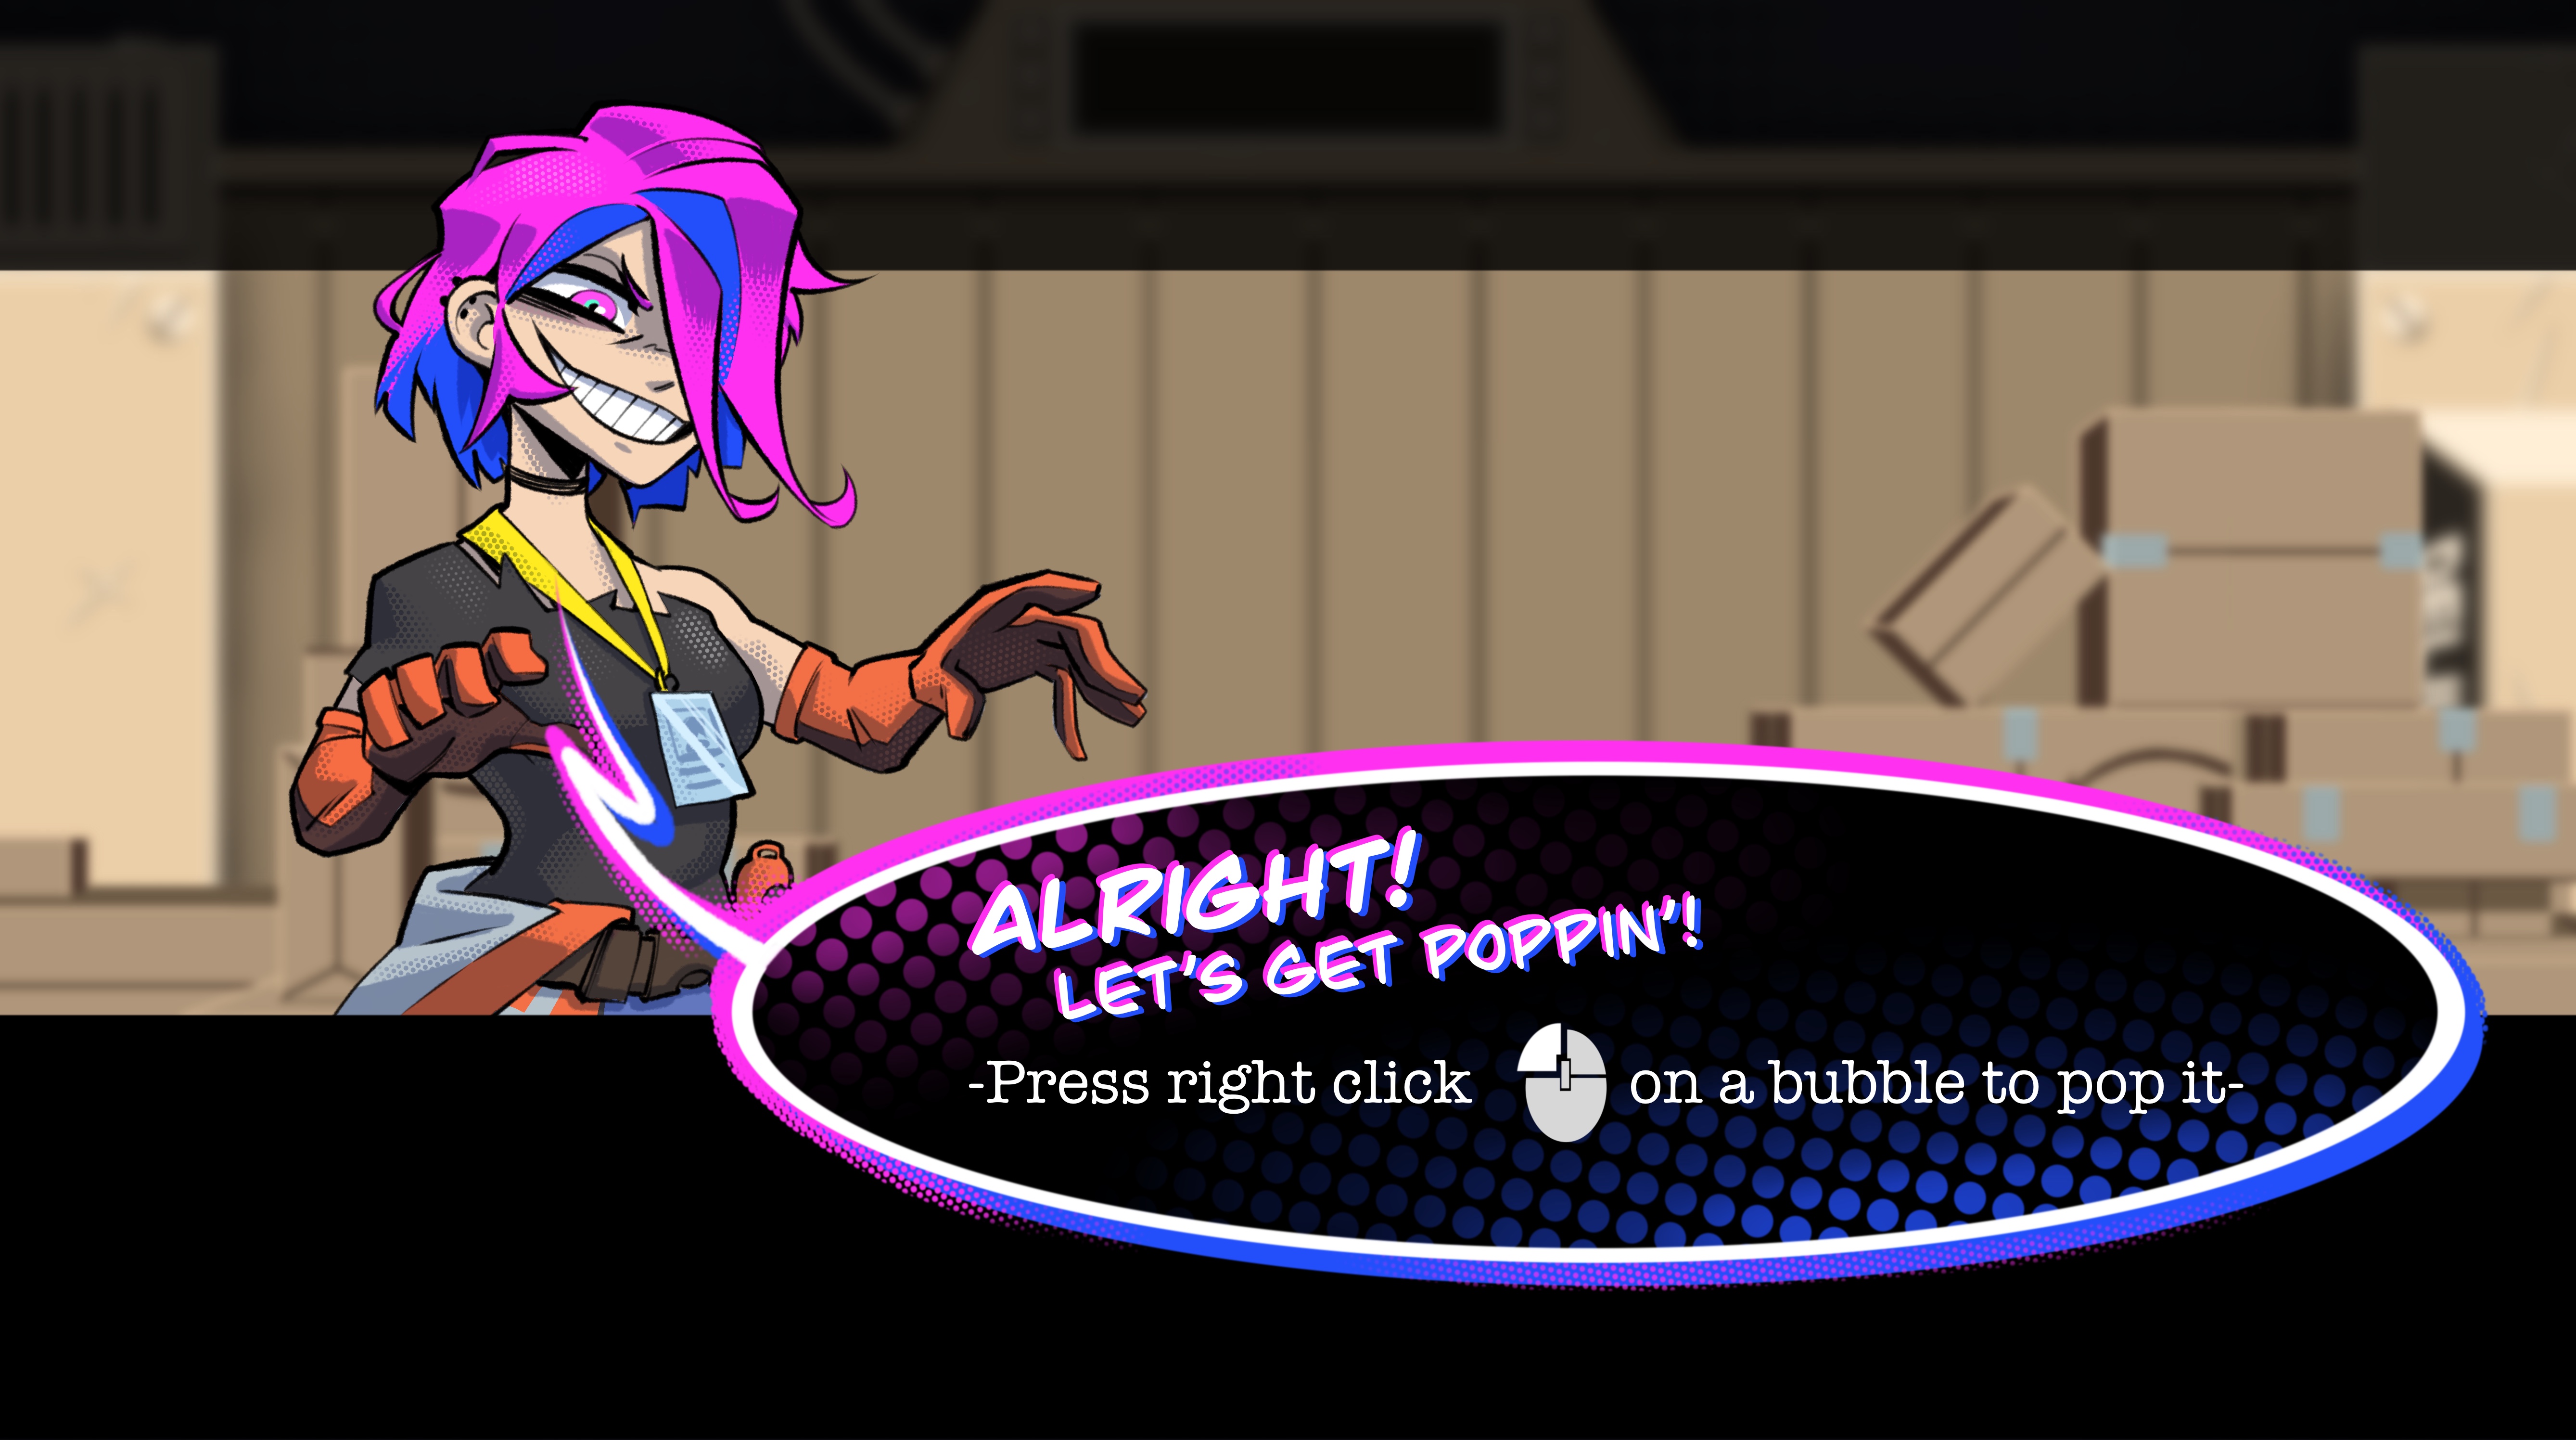 ALRIGHT!
LET'S GET POPPIN'!
-Press right click on a bubble to pop it-